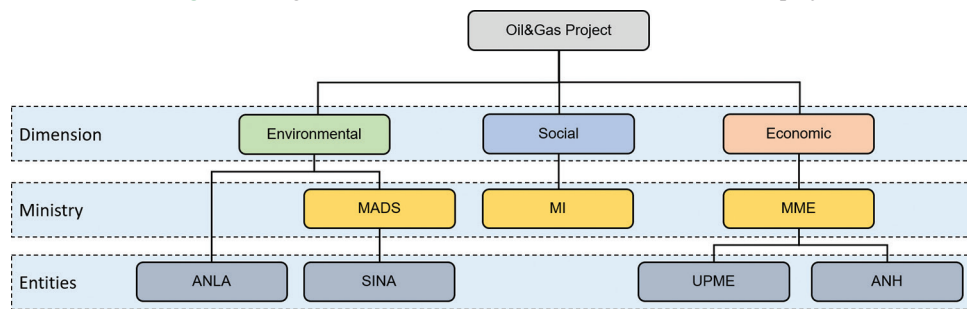 Oil&Gas Project
Dimension
Environmental
Social
Economic
Ministry
MADS
MI
MME
Entities
ANLA
SINA
UPME
ANH